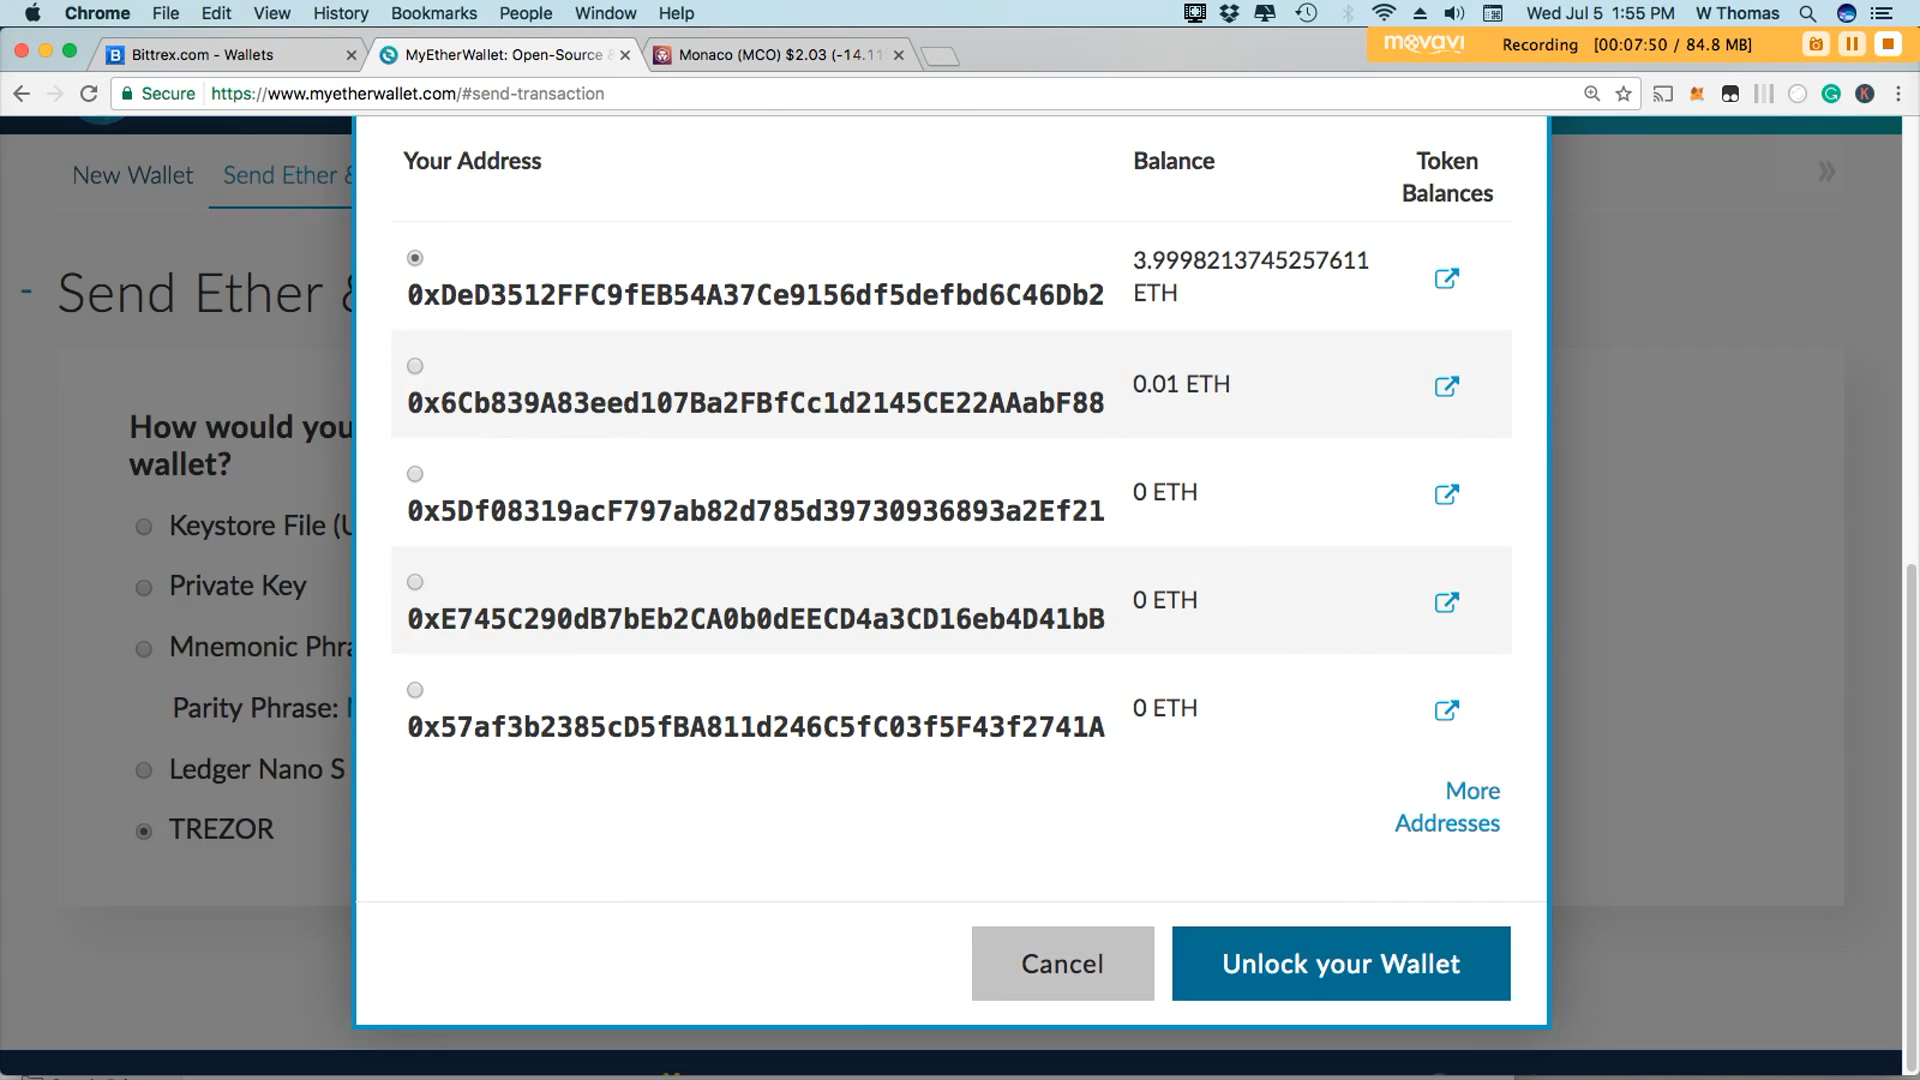 Chrome File Edit View History Bookmarks People Window Help Wed Jul 5 1:55 PM W Thomas
movavi Recording [00:07:50 / 84.8 MB]
Bittrex.com - Wallets MyEtherWallet: Open-Source & Monaco (MCO) $2.03 (-14.11
Secure https://www.myetherwallet.com/#send-transaction K
New Wallet Send Ether &
Your Address Balance Token
Balances
Send Ether &
0xDeD3512FFC9fEB54A37Ce9156df5defbd6C46Db2 3.9998213745257611
ETH
0x6Cb839A83eed107Ba2FBfCc1d2145CE22AAabF88 0.01 ETH
How would you
wallet?
0x5Df08319acF797ab82d785d39730936893a2Ef21 0 ETH
Keystore File (U
Private Key
0xE745C290dB7bEb2CA0b0dEECD4a3CD16eb4D41bB 0 ETH
Mnemonic Phra
Parity Phrase:
0x57af3b2385cD5fBA811d246C5fC03f5F43f2741A 0 ETH
Ledger Nano S
TREZOR
More
Addresses
Cancel Unlock your Wallet